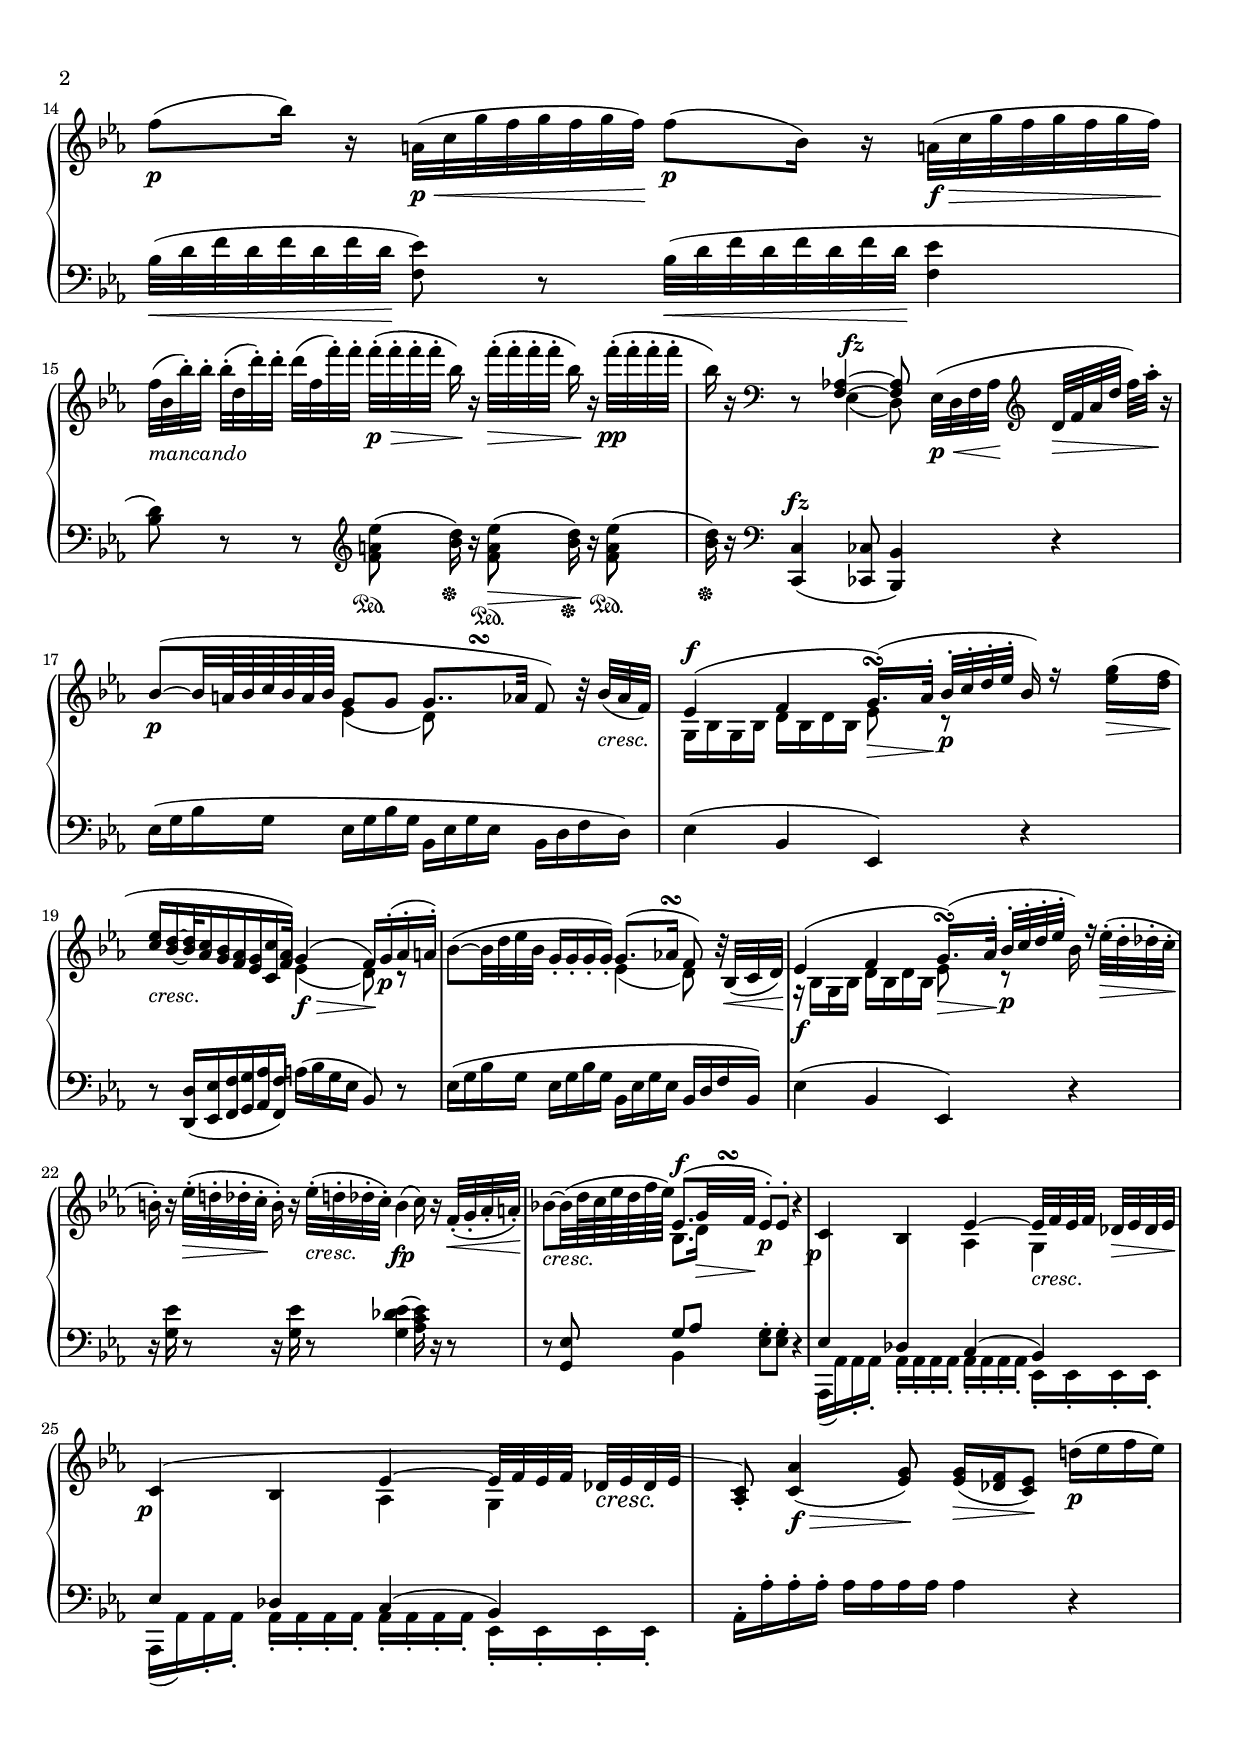 2
14
p p p f
15
mancando p pp fz p
fz
Ped. Ped. Ped.
17
p cresc. f p
19
cresc. f p f p
22
cresc. fp cresc. f p p cresc.
25
p cresc. f p